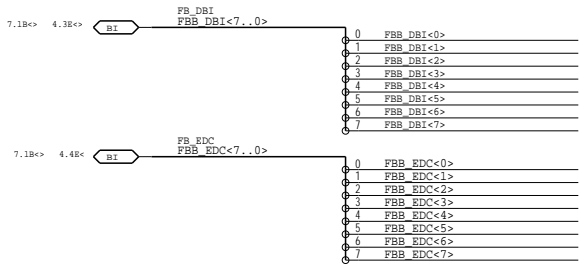 FB_DBI
7.1B<> 4.3E<> BI FBB_DBI<7..0>
0 FBB_DBI<0>
1 FBB_DBI<1>
2 FBB_DBI<2>
3 FBB_DBI<3>
4 FBB_DBI<4>
5 FBB_DBI<5>
6 FBB_DBI<6>
7 FBB_DBI<7>
FB_EDC
7.1B<> 4.4E< BI FBB_EDC<7..0>
0 FBB_EDC<0>
1 FBB_EDC<1>
2 FBB_EDC<2>
3 FBB_EDC<3>
4 FBB_EDC<4>
5 FBB_EDC<5>
6 FBB_EDC<6>
7 FBB_EDC<7>